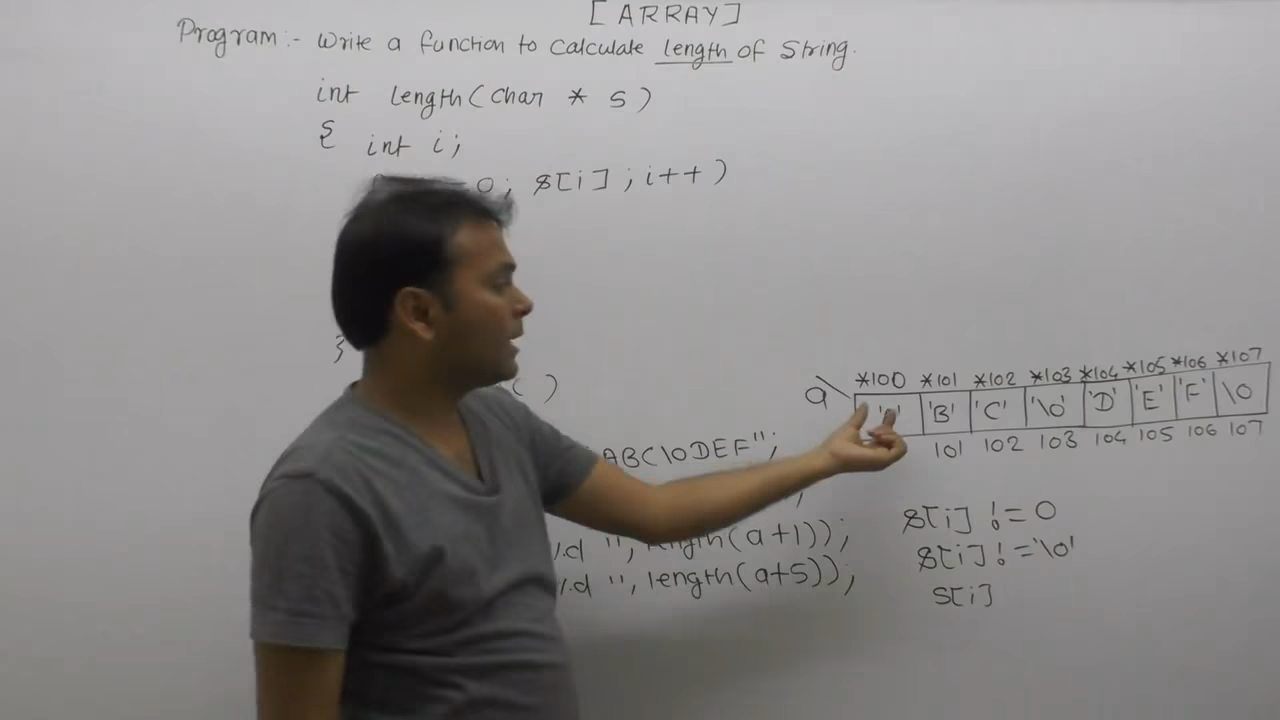 [ARRAY]
Program:- Write a function to calculate length of string.
int length(char * s)
{ int i;
0; s[i] ; i++)
}
( )
ABC\0DEF";
;
%d ", length(a+1));
%d ", length(a+5));
a
*100 *101 *102 *103 *104 *105 *106 *107
'B' 'C' '\0' 'D' 'E' 'F' \0
101 102 103 104 105 106 107
s[i] != 0
s[i] != '\0'
s[i]